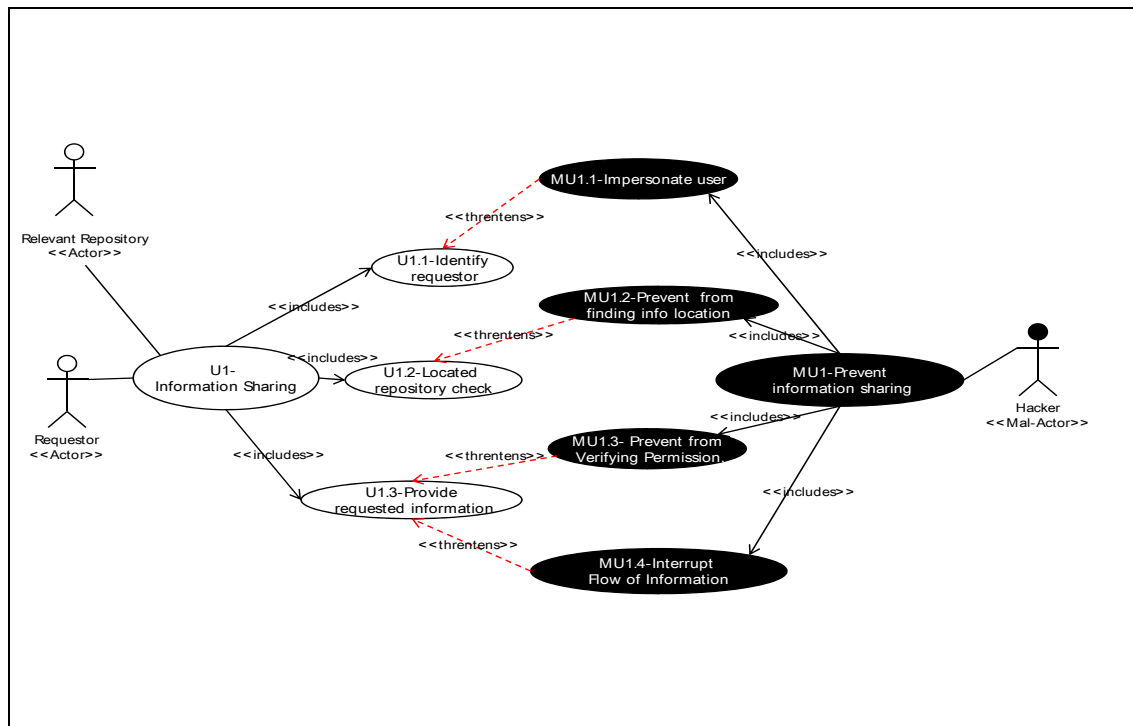 MU1.1-Impersonate user
<<threntens>>
Relevant Repository
<<Actor>>
U1.1-Identify
requestor
<<includes>>
<<includes>>
MU1.2-Prevent from
finding info location
<<includes>>
<<threntens>>
<<includes>>
U1-
Information Sharing
U1.2-Located
repository check
MU1-Prevent
information sharing
Requestor
<<Actor>>
Hacker
<<Mal-Actor>>
<<includes>>
MU1.3- Prevent from
Verifying Permission.
<<includes>>
<<threntens>>
<<includes>>
U1.3-Provide
requested information
<<threntens>>
MU1.4-Interrupt
Flow of Information